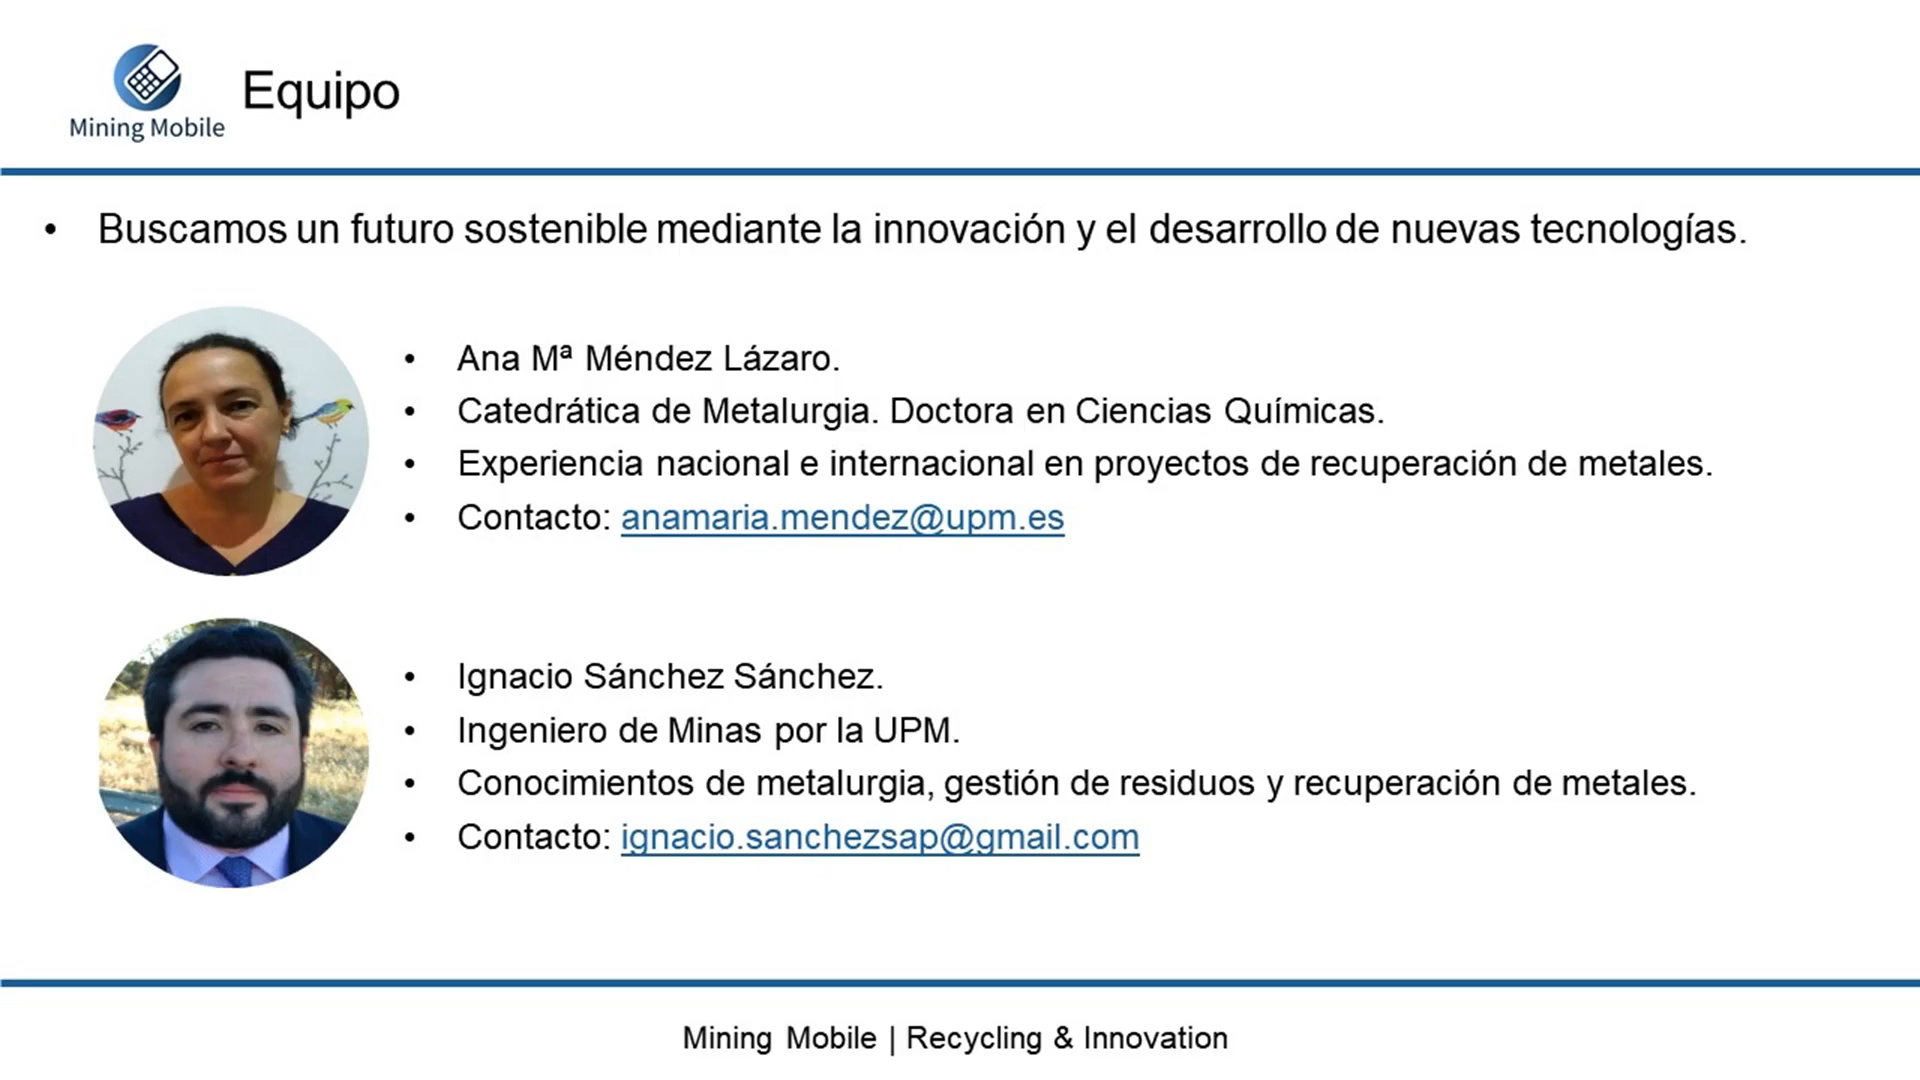 Mining Mobile
Equipo
• Buscamos un futuro sostenible mediante la innovación y el desarrollo de nuevas tecnologías.
• Ana Mª Méndez Lázaro.
• Catedrática de Metalurgia. Doctora en Ciencias Químicas.
• Experiencia nacional e internacional en proyectos de recuperación de metales.
• Contacto: anamaria.mendez@upm.es
• Ignacio Sánchez Sánchez.
• Ingeniero de Minas por la UPM.
• Conocimientos de metalurgia, gestión de residuos y recuperación de metales.
• Contacto: ignacio.sanchezsap@gmail.com
Mining Mobile | Recycling & Innovation